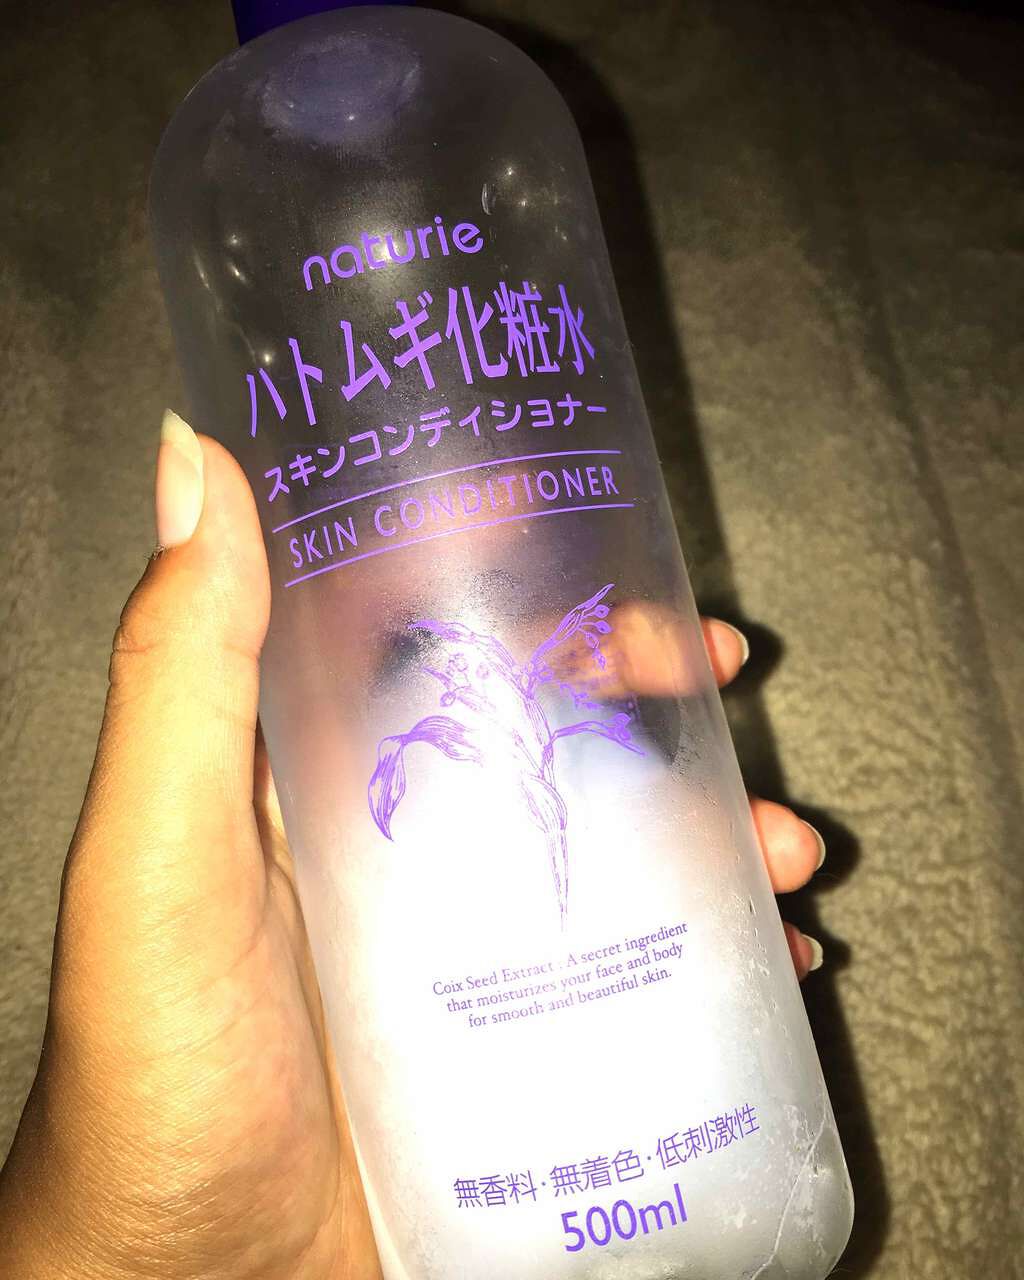 naturie
ハトムギ化粧水
スキンコンディショナー
SKIN CONDITIONER
Coix Seed Extract : A secret ingredient
that moisturizes your face and body
for smooth and beautiful skin.
無香料・無着色・低刺激性
500ml